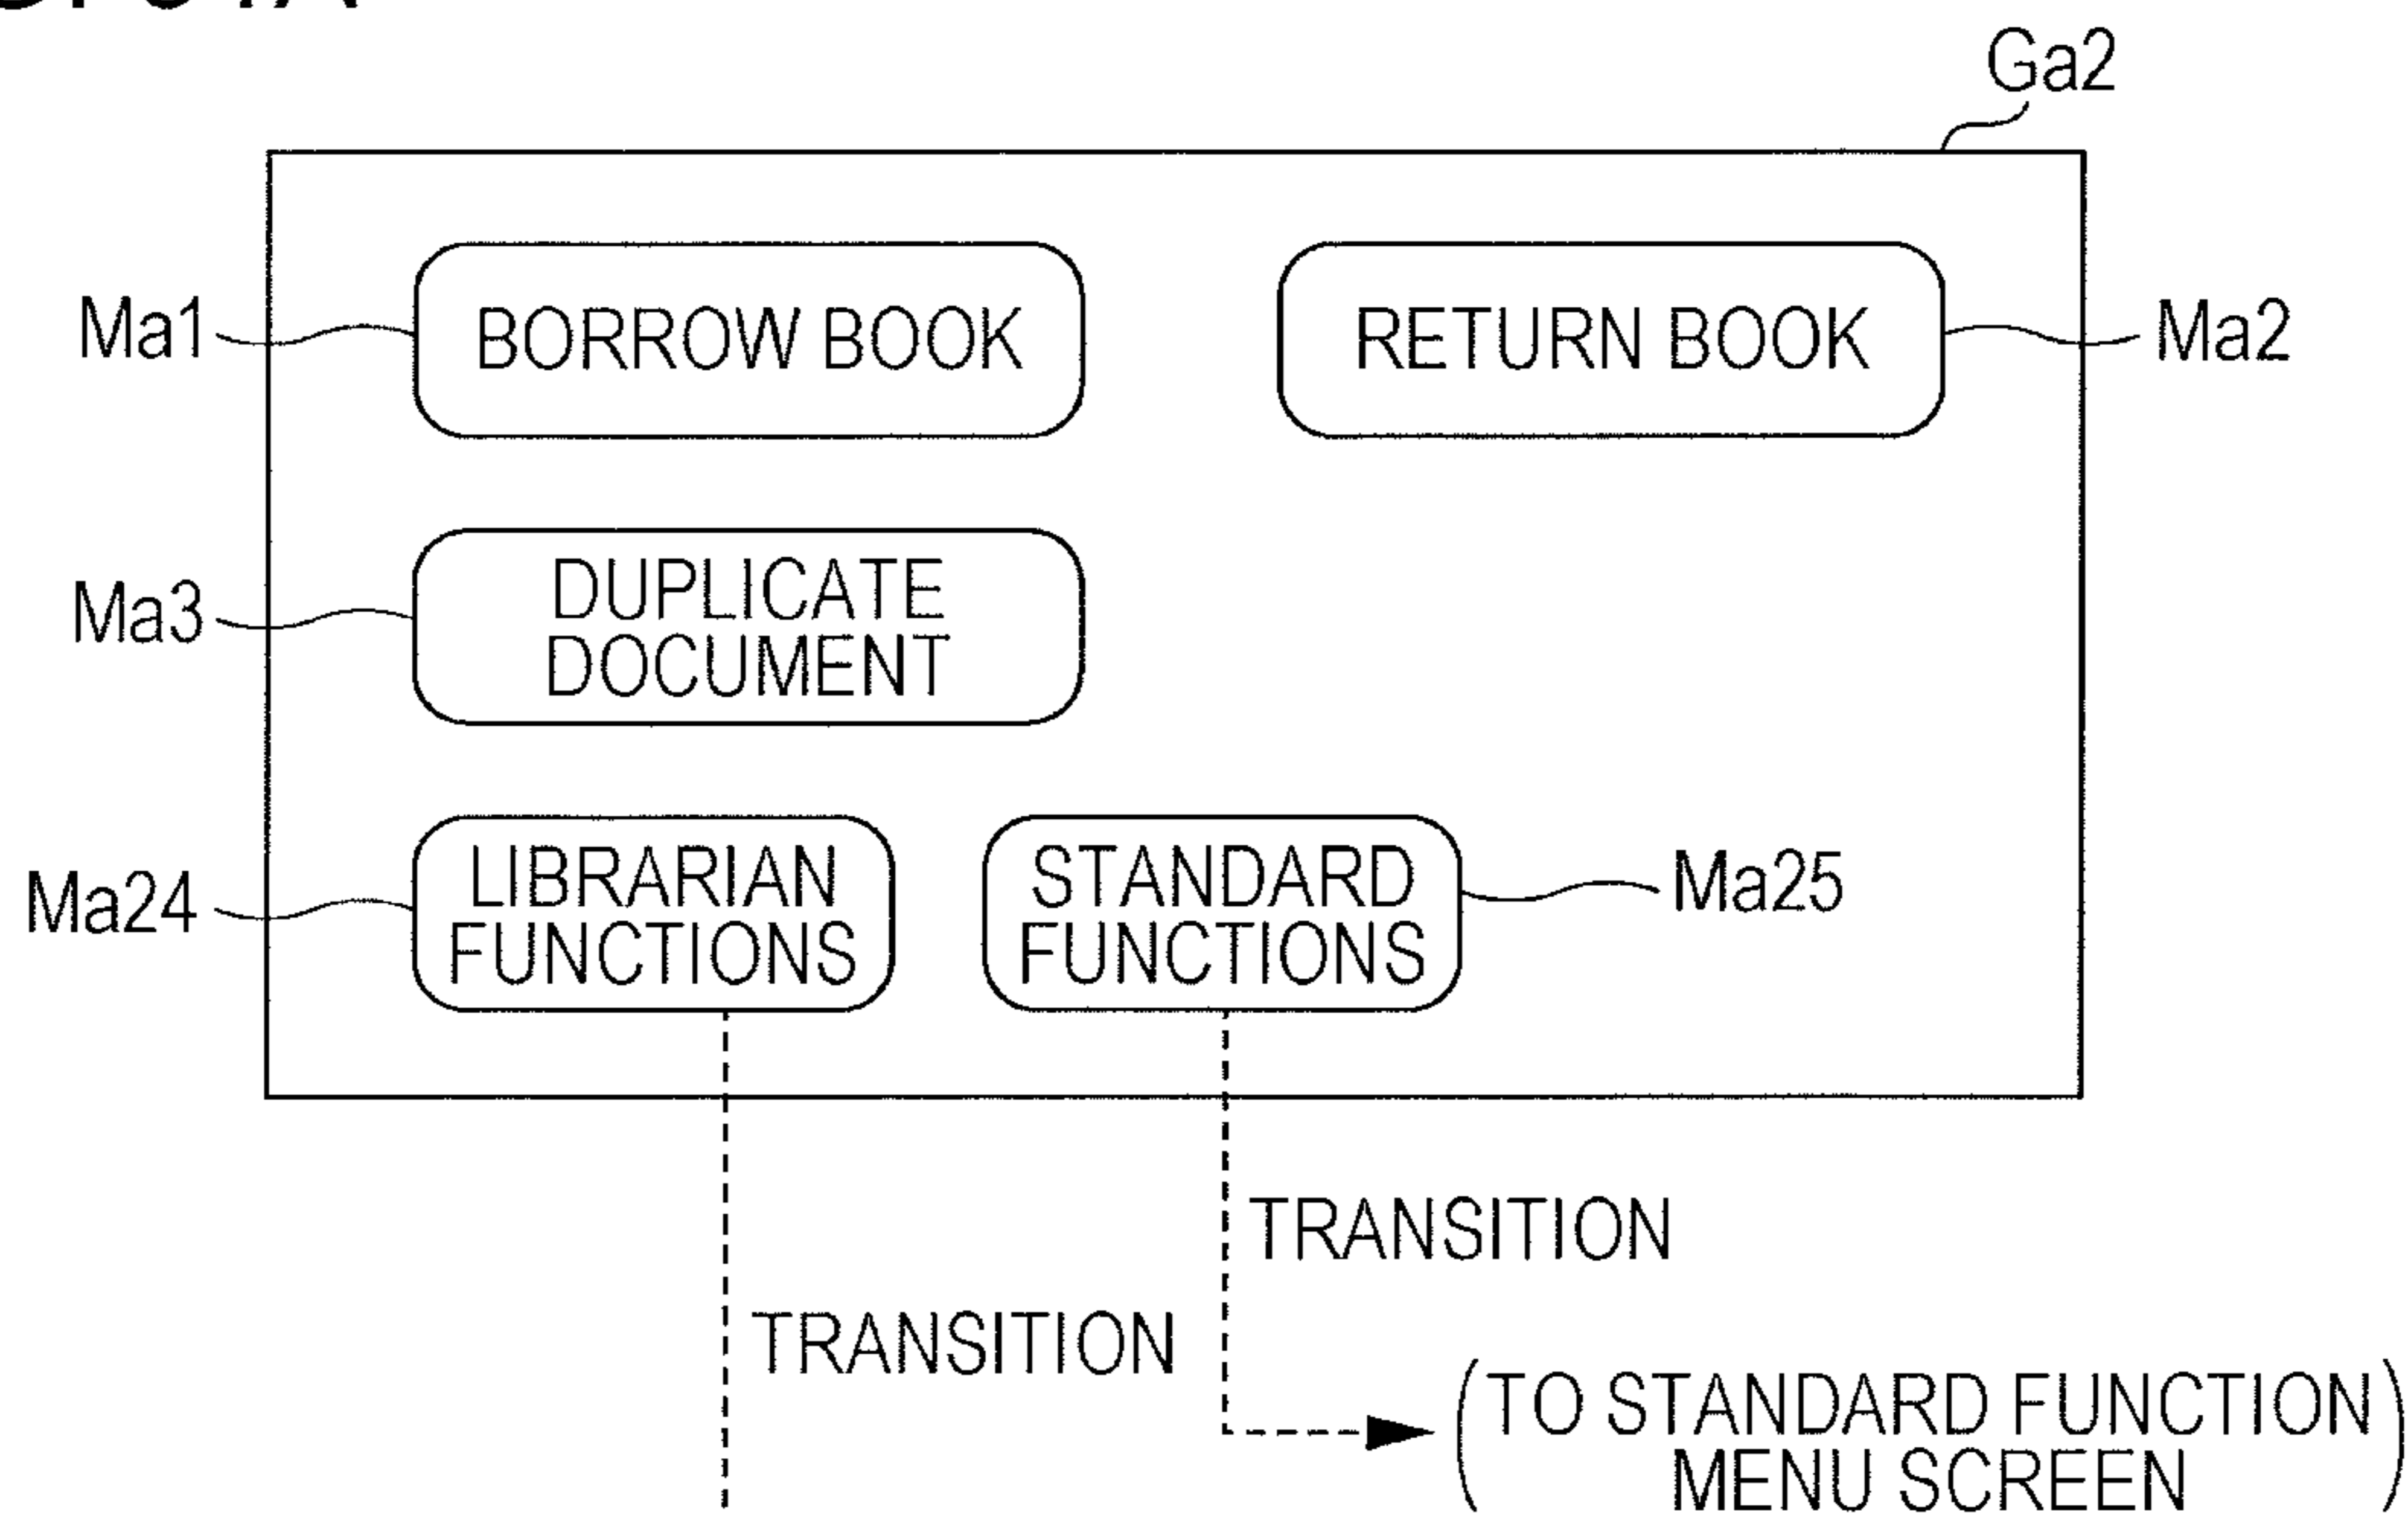 Ga2
Ma1
BORROW BOOK
RETURN BOOK
Ma2
Ma3
DUPLICATE
DOCUMENT
Ma24
LIBRARIAN
FUNCTIONS
STANDARD
FUNCTIONS
Ma25
TRANSITION
TRANSITION
(TO STANDARD FUNCTION
MENU SCREEN)